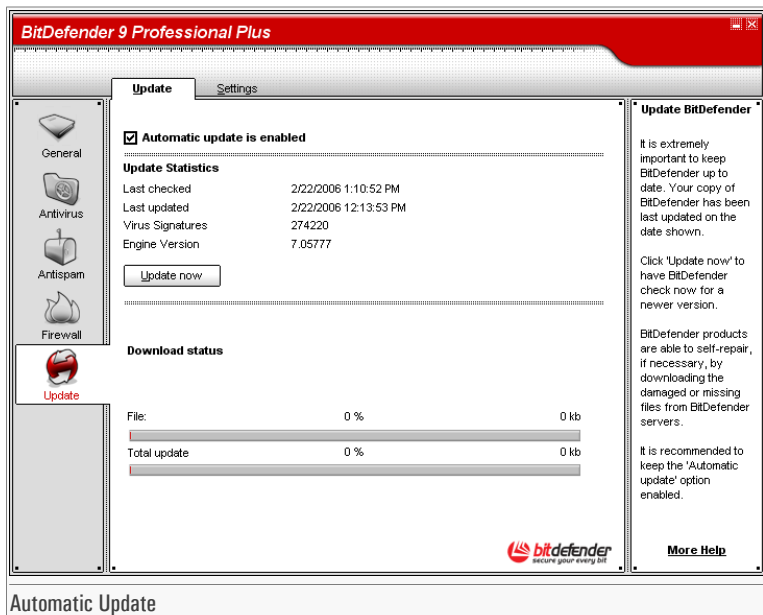 BitDefender 9 Professional Plus
Update
Settings
General
Antivirus
Antispam
Firewall
Update
Automatic update is enabled
Update Statistics
Last checked 2/22/2006 1:10:52 PM
Last updated 2/22/2006 12:13:53 PM
Virus Signatures 274220
Engine Version 7.05777
Update now
Download status
File: 0 % 0 kb
Total update 0 % 0 kb
bitdefender
secure your every bit
Update BitDefender
It is extremely
important to keep
BitDefender up to
date. Your copy of
BitDefender has been
last updated on the
date shown.
Click 'Update now' to
have BitDefender
check now for a
newer version.
BitDefender products
are able to self-repair,
if necessary, by
downloading the
damaged or missing
files from BitDefender
servers.
It is recommended to
keep the 'Automatic
update' option
enabled.
More Help
Automatic Update